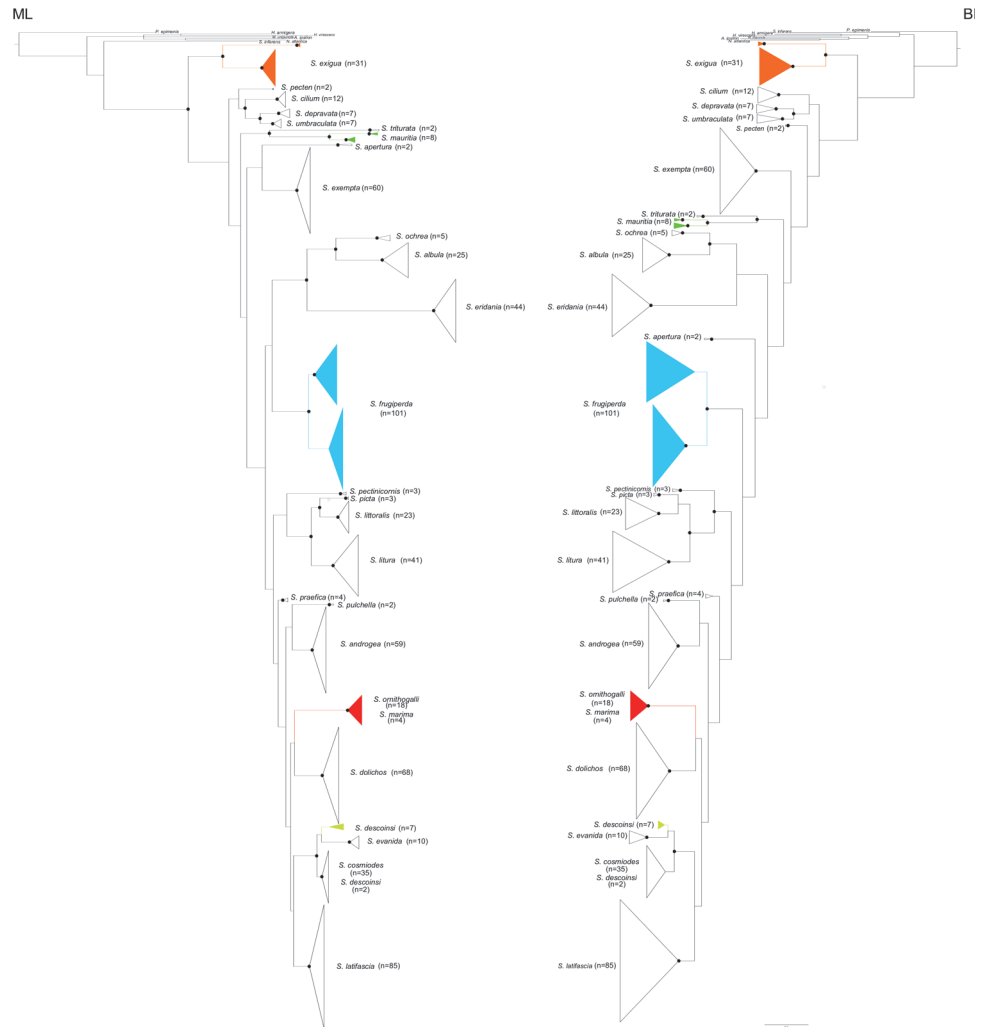 ML
BI
P. apimania
H. armigera
S. exigua (n=31)
S. pecten (n=2)
S. cilium (n=12)
S. depravata (n=7)
S. umbraculata (n=7)
S. triturata (n=2)
S. mauritia (n=8)
S. apertura (n=2)
S. exempta (n=60)
S. ochrea (n=5)
S. albula (n=25)
S. eridania (n=44)
S. frugiperda
(n=101)
S. pectinicornis (n=3)
S. picta (n=3)
S. littoralis (n=23)
S. litura (n=41)
S. praefica (n=4)
S. pulchella (n=2)
S. androgea (n=59)
S. ornithogalli
(n=18)
S. marima
(n=4)
S. dolichos (n=68)
S. descoinsi (n=7)
S. evanida (n=10)
S. cosmiodes
(n=35)
S. descoinsi
(n=2)
S. latifascia (n=85)
S. exigua (n=31)
S. cilium (n=12)
S. depravata (n=7)
S. umbraculata (n=7)
S. pecten (n=2)
S. exempta (n=60)
S. triturata (n=2)
S. mauritia (n=8)
S. ochrea (n=5)
S. albula (n=25)
S. eridania (n=44)
S. apertura (n=2)
S. frugiperda
(n=101)
S. pectinicornis (n=3)
S. picta (n=3)
S. littoralis (n=23)
S. litura (n=41)
S. praefica (n=4)
S. pulchella (n=2)
S. androgea (n=59)
S. ornithogalli
(n=18)
S. marima
(n=4)
S. dolichos (n=68)
S. descoinsi (n=7)
S. evanida (n=10)
S. cosmiodes
(n=35)
S. descoinsi
(n=2)
S. latifascia (n=85)